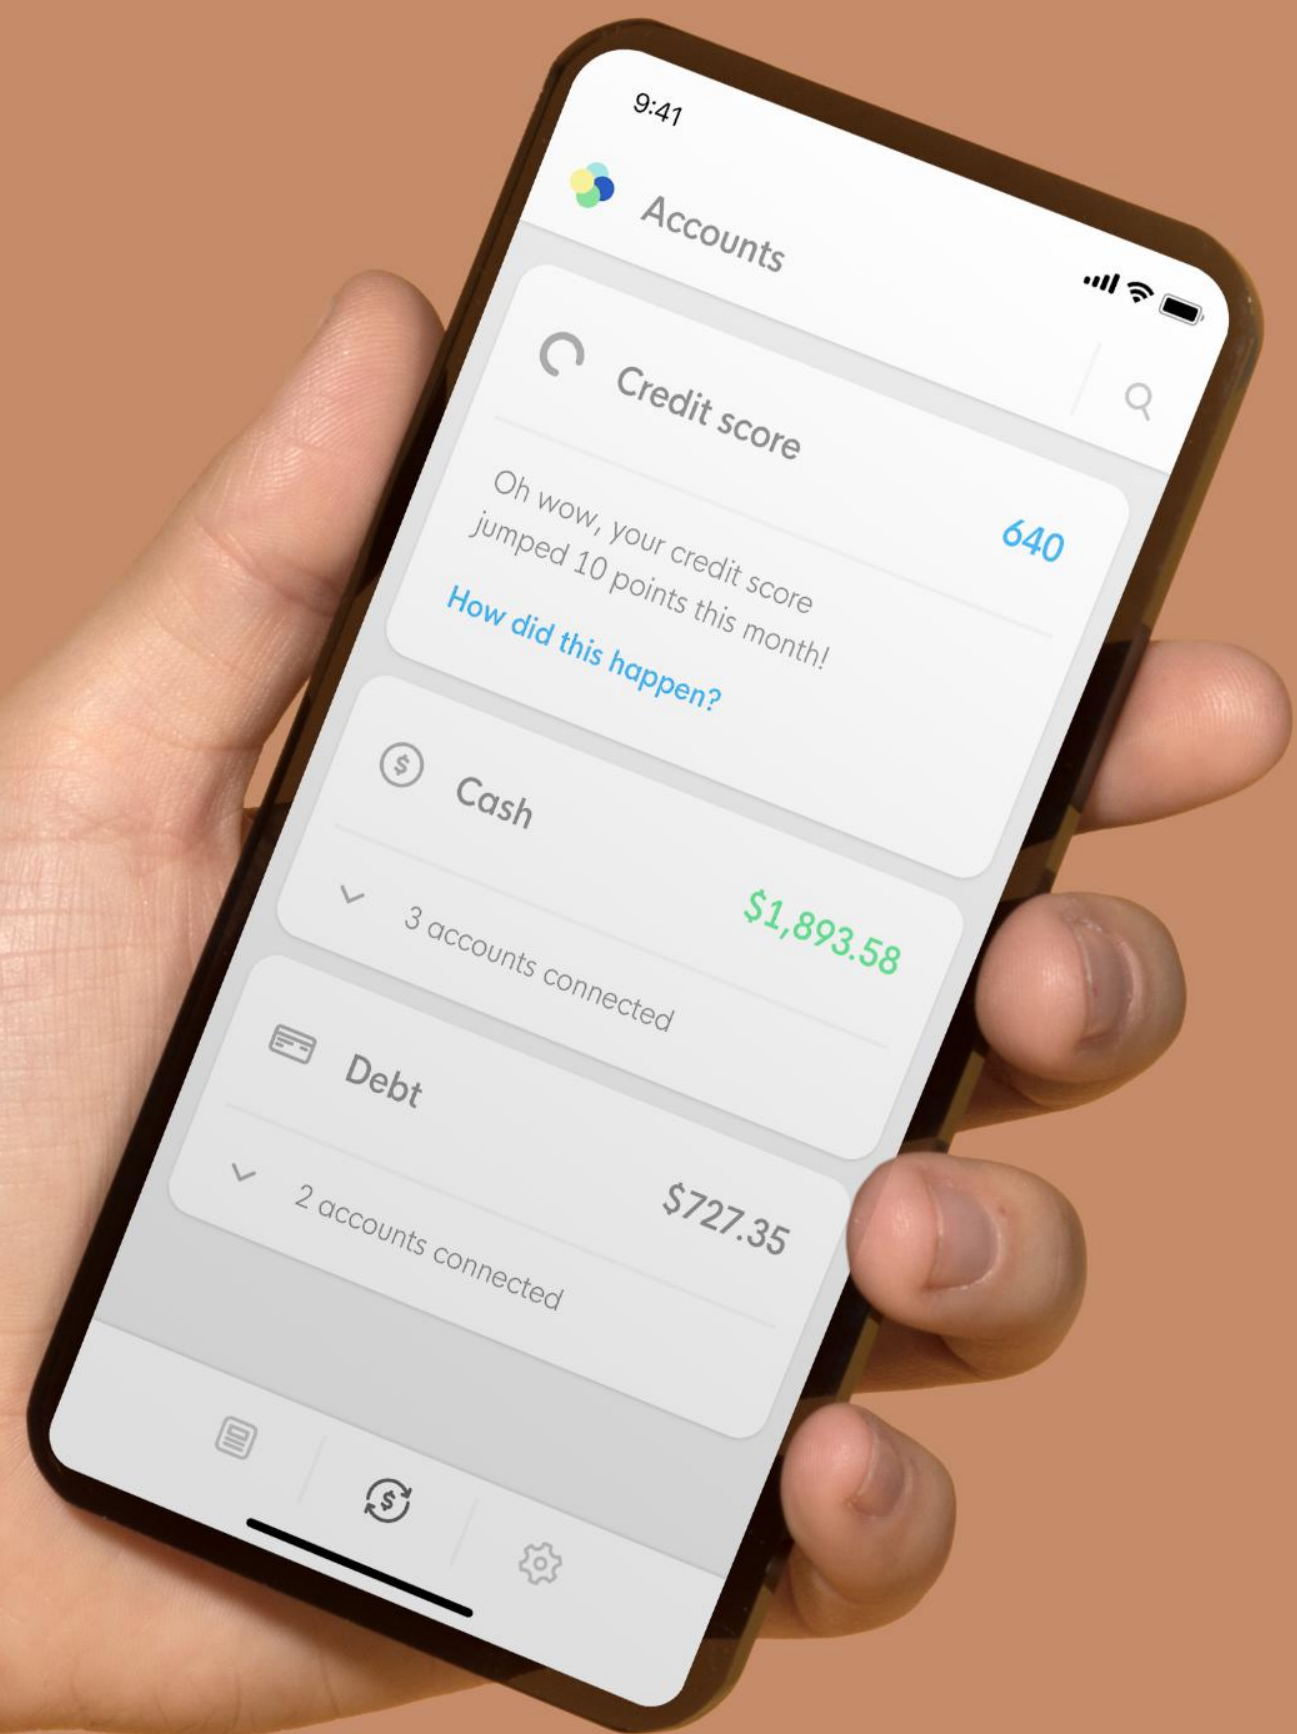 9:41
Accounts
Credit score
640
Oh wow, your credit score
jumped 10 points this month!
How did this happen?
$
Cash
$1,893.58
3 accounts connected
Debt
$727.35
2 accounts connected
$